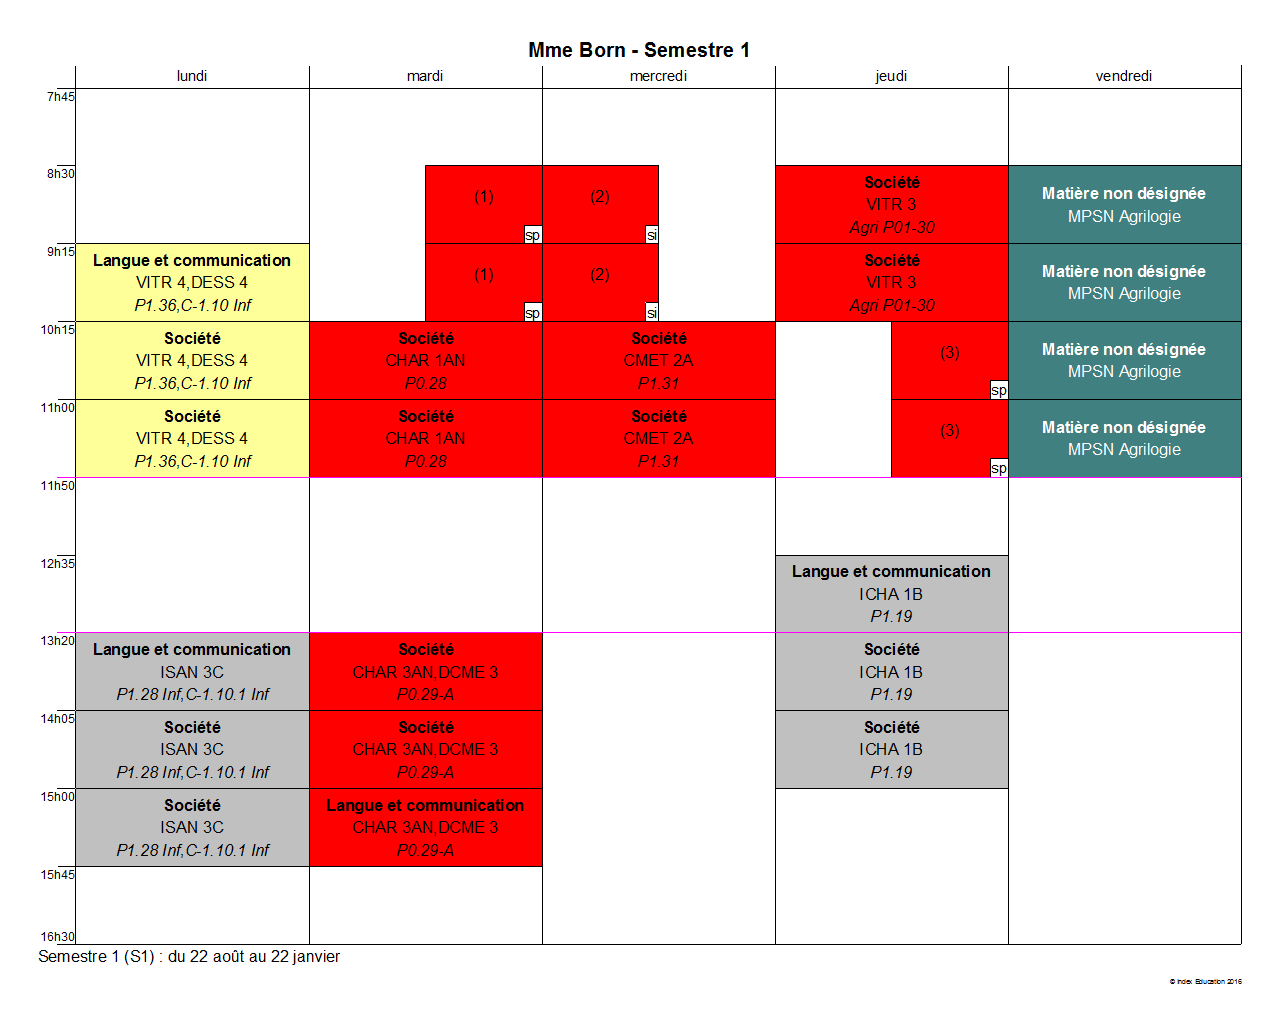 Mme Born - Semestre 1
lundi
mardi
mercredi
jeudi
vendredi
7h45
8h30
(1)
sp
(2)
si
Société
VITR 3
Agri P01-30
Matière non désignée
MPSN Agrilogie
9h15
Langue et communication
VITR 4,DESS 4
P1.36,C-1.10 Inf
(1)
sp
(2)
si
Société
VITR 3
Agri P01-30
Matière non désignée
MPSN Agrilogie
10h15
Société
VITR 4,DESS 4
P1.36,C-1.10 Inf
Société
CHAR 1AN
P0.28
Société
CMET 2A
P1.31
(3)
sp
Matière non désignée
MPSN Agrilogie
11h00
Société
VITR 4,DESS 4
P1.36,C-1.10 Inf
Société
CHAR 1AN
P0.28
Société
CMET 2A
P1.31
(3)
sp
Matière non désignée
MPSN Agrilogie
11h50
12h35
Langue et communication
ICHA 1B
P1.19
13h20
Langue et communication
ISAN 3C
P1.28 Inf,C-1.10.1 Inf
Société
CHAR 3AN,DCME 3
P0.29-A
Société
ICHA 1B
P1.19
14h05
Société
ISAN 3C
P1.28 Inf,C-1.10.1 Inf
Société
CHAR 3AN,DCME 3
P0.29-A
Société
ICHA 1B
P1.19
15h00
Société
ISAN 3C
P1.28 Inf,C-1.10.1 Inf
Langue et communication
CHAR 3AN,DCME 3
P0.29-A
15h45
16h30
Semestre 1 (S1) : du 22 août au 22 janvier
© Index Education 2016